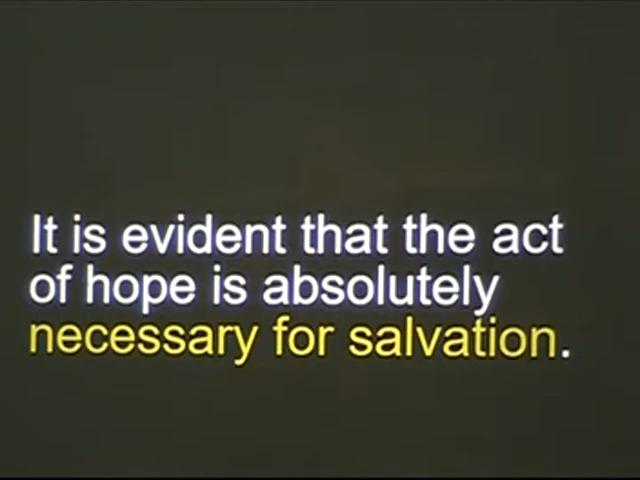 It is evident that the act
of hope is absolutely
necessary for salvation.